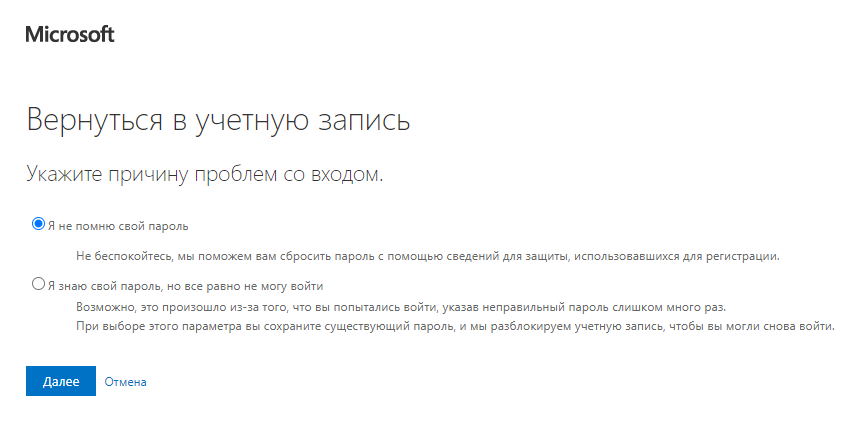 Microsoft
Вернуться в учетную запись
Укажите причину проблем со входом.
Я не помню свой пароль
Не беспокойтесь, мы поможем вам сбросить пароль с помощью сведений для защиты, использовавшихся для регистрации.
Я знаю свой пароль, но все равно не могу войти
Возможно, это произошло из-за того, что вы попытались войти, указав неправильный пароль слишком много раз.
При выборе этого параметра вы сохраните существующий пароль, и мы разблокируем учетную запись, чтобы вы могли снова войти.
Далее Отмена